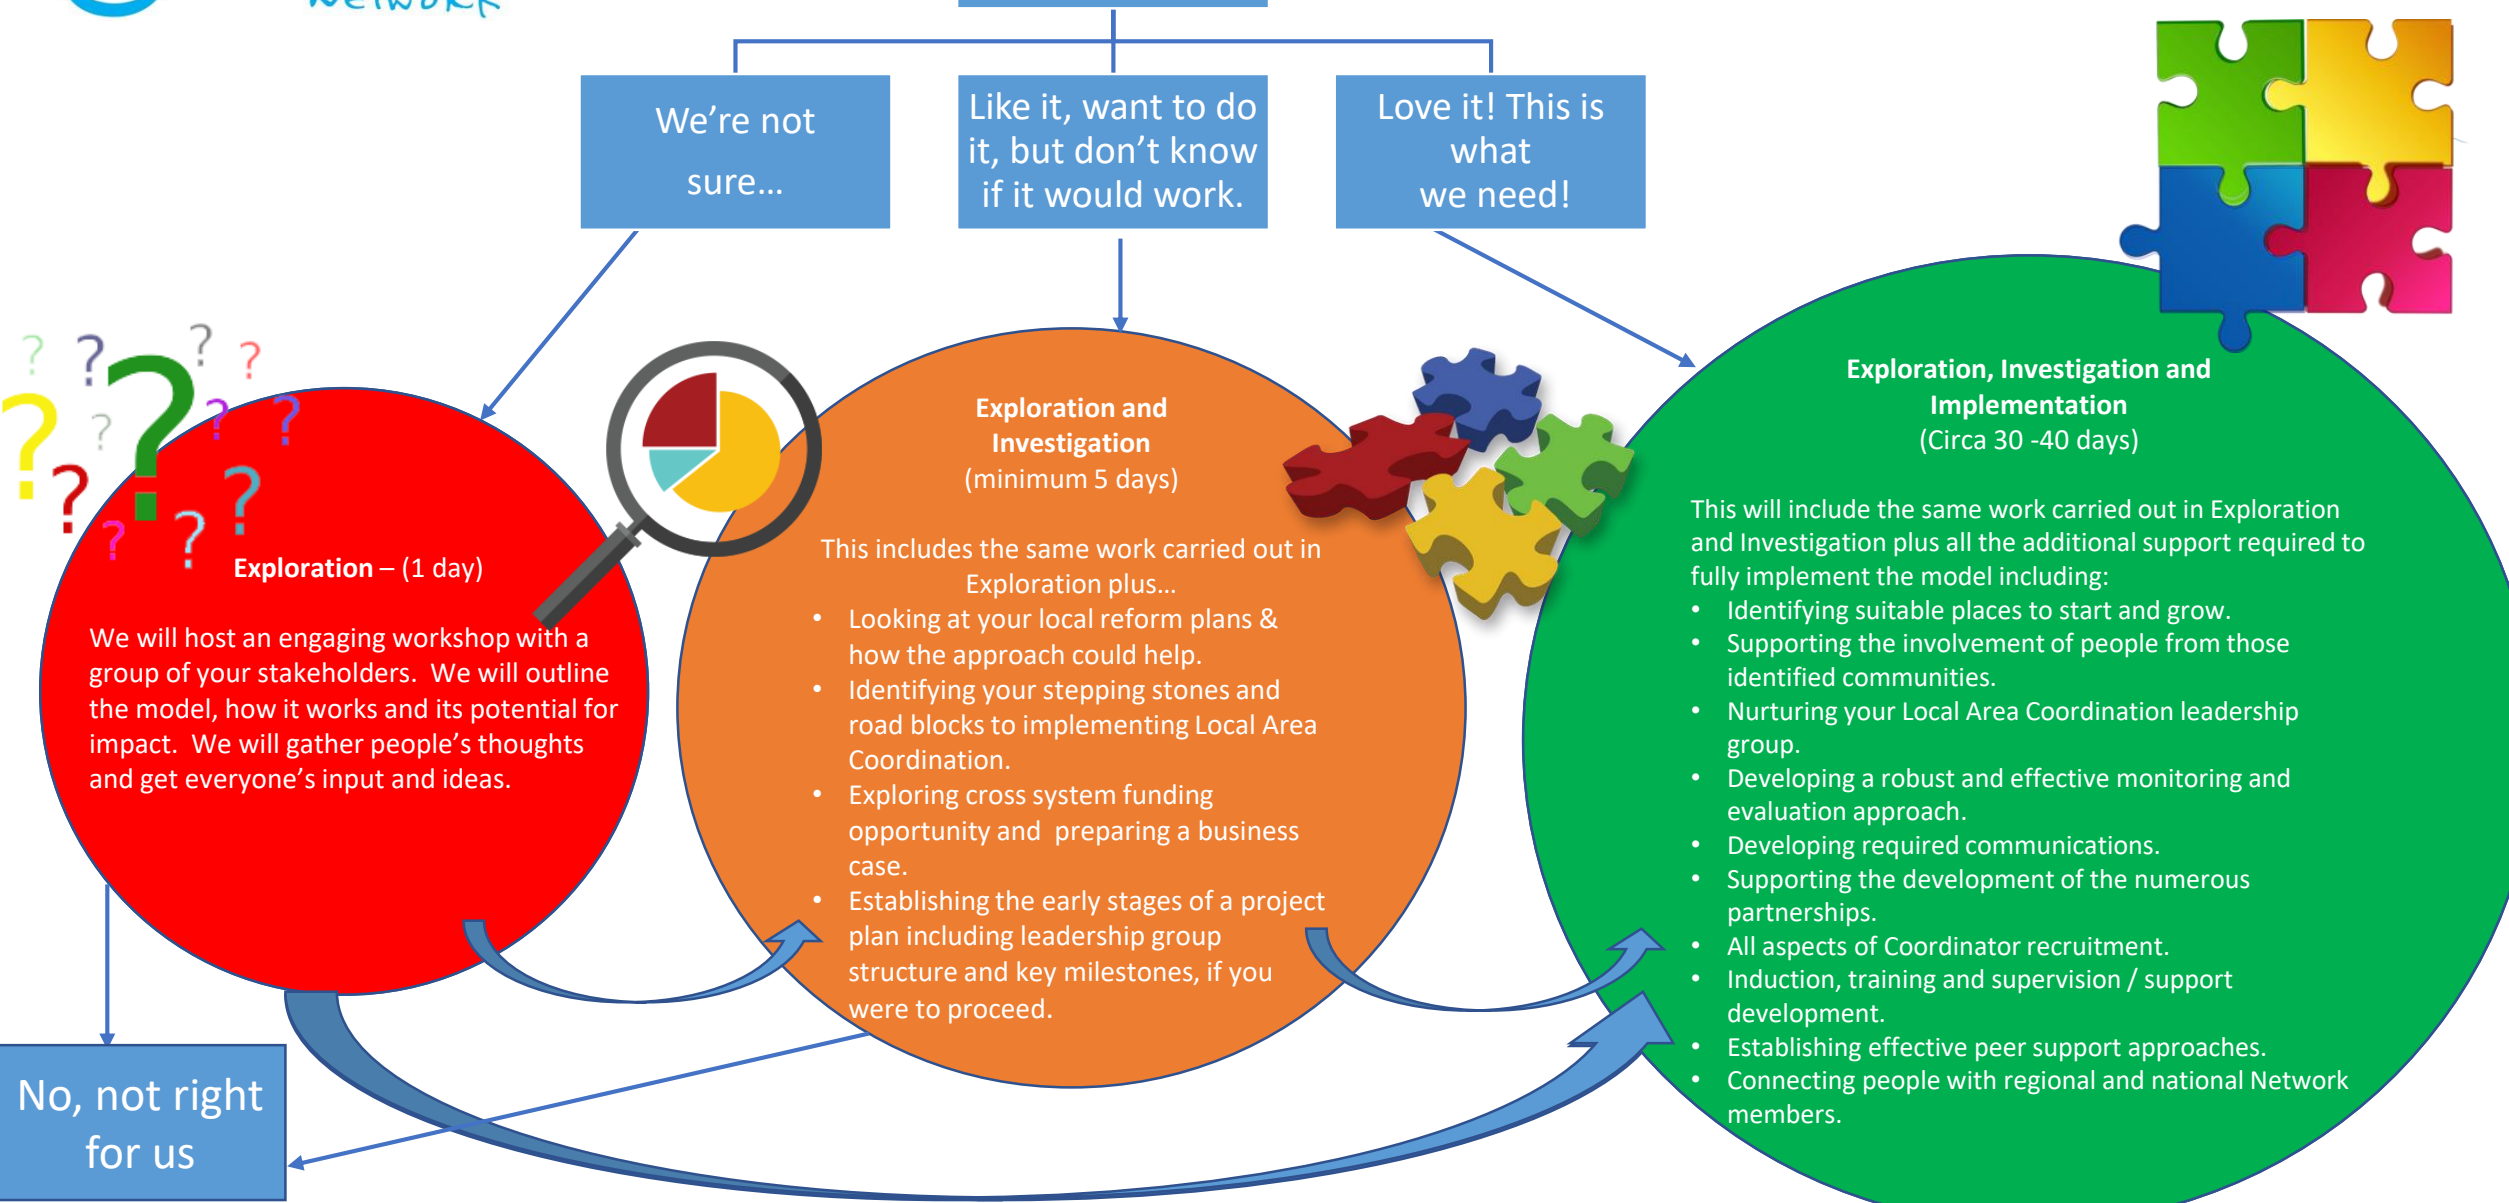 NETWORK
We're not
sure...
Like it, want to do
it, but don't know
if it would work.
Love it! This is
what
we need!
Exploration – (1 day)
We will host an engaging workshop with a
group of your stakeholders.  We will outline
the model, how it works and its potential for
impact.  We will gather people's thoughts
and get everyone's input and ideas.
Exploration and
Investigation
(minimum 5 days)
This includes the same work carried out in
Exploration plus...
• Looking at your local reform plans &
how the approach could help.
• Identifying your stepping stones and
road blocks to implementing Local Area
Coordination.
• Exploring cross system funding
opportunity and  preparing a business
case.
• Establishing the early stages of a project
plan including leadership group
structure and key milestones, if you
were to proceed.
Exploration, Investigation and
Implementation
(Circa 30 -40 days)
This will include the same work carried out in Exploration
and Investigation plus all the additional support required to
fully implement the model including:
• Identifying suitable places to start and grow.
• Supporting the involvement of people from those
identified communities.
• Nurturing your Local Area Coordination leadership
group.
• Developing a robust and effective monitoring and
evaluation approach.
• Developing required communications.
• Supporting the development of the numerous
partnerships.
• All aspects of Coordinator recruitment.
• Induction, training and supervision / support
development.
• Establishing effective peer support approaches.
• Connecting people with regional and national Network
members.
No, not right
for us